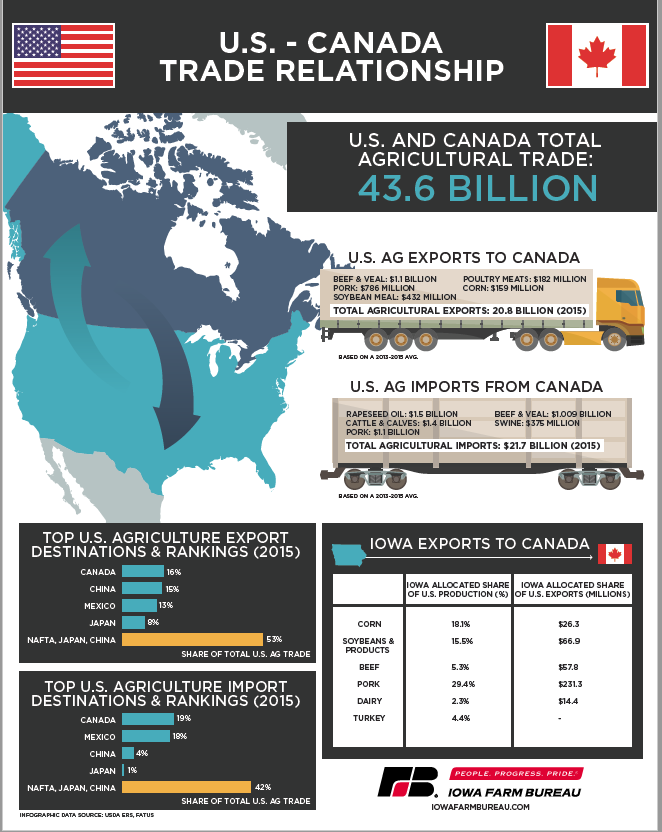 U.S. - CANADA
TRADE RELATIONSHIP
U.S. AND CANADA TOTAL
AGRICULTURAL TRADE:
43.6 BILLION
U.S. AG EXPORTS TO CANADA
BEEF & VEAL: $1.1 BILLION POULTRY MEATS: $182 MILLION
PORK: $786 MILLION CORN: $159 MILLION
SOYBEAN MEAL: $432 MILLION
TOTAL AGRICULTURAL EXPORTS: 20.8 BILLION (2015)
BASED ON A 2013-2015 AVG.
U.S. AG IMPORTS FROM CANADA
RAPESEED OIL: $1.5 BILLION BEEF & VEAL: $1.009 BILLION
CATTLE & CALVES: $1.4 BILLION SWINE: $375 MILLION
PORK: $1.1 BILLION
TOTAL AGRICULTURAL IMPORTS: $21.7 BILLION (2015)
BASED ON A 2013-2015 AVG.
TOP U.S. AGRICULTURE EXPORT
DESTINATIONS & RANKINGS (2015)
CANADA 16%
CHINA 15%
MEXICO 13%
JAPAN 8%
NAFTA, JAPAN, CHINA 53%
SHARE OF TOTAL U.S. AG TRADE
TOP U.S. AGRICULTURE IMPORT
DESTINATIONS & RANKINGS (2015)
CANADA 19%
MEXICO 18%
CHINA 4%
JAPAN 1%
NAFTA, JAPAN, CHINA 42%
SHARE OF TOTAL U.S. AG TRADE
INFOGRAPHIC DATA SOURCE: USDA ERS, FATUS
IOWA EXPORTS TO CANADA
IOWA ALLOCATED SHARE IOWA ALLOCATED SHARE
OF U.S. PRODUCTION (%) OF U.S. EXPORTS (MILLIONS)
CORN 18.1% $26.3
SOYBEANS & 15.5% $66.9
PRODUCTS
BEEF 5.3% $57.8
PORK 29.4% $231.3
DAIRY 2.3% $14.4
TURKEY 4.4% -
PEOPLE. PROGRESS. PRIDE.
IOWA FARM BUREAU
IOWAFARMBUREAU.COM